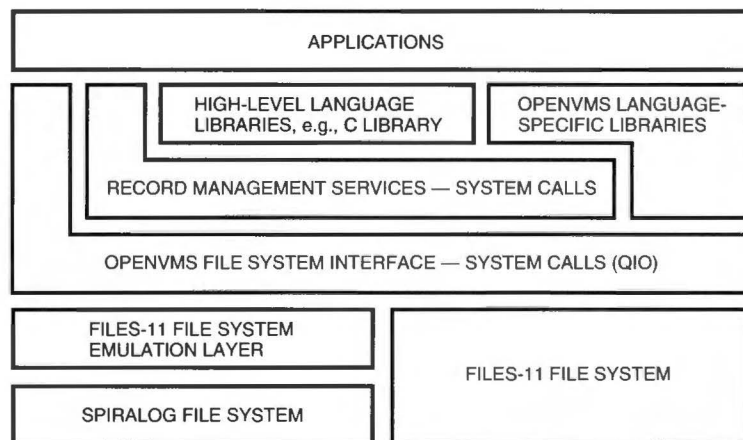 APPLICATIONS
HIGH-LEVEL LANGUAGE
LIBRARIES, e.g., C LIBRARY
OPENVMS LANGUAGE-
SPECIFIC LIBRARIES
RECORD MANAGEMENT SERVICES — SYSTEM CALLS
OPENVMS FILE SYSTEM INTERFACE — SYSTEM CALLS (QIO)
FILES-11 FILE SYSTEM
EMULATION LAYER
FILES-11 FILE SYSTEM
SPIRALOG FILE SYSTEM